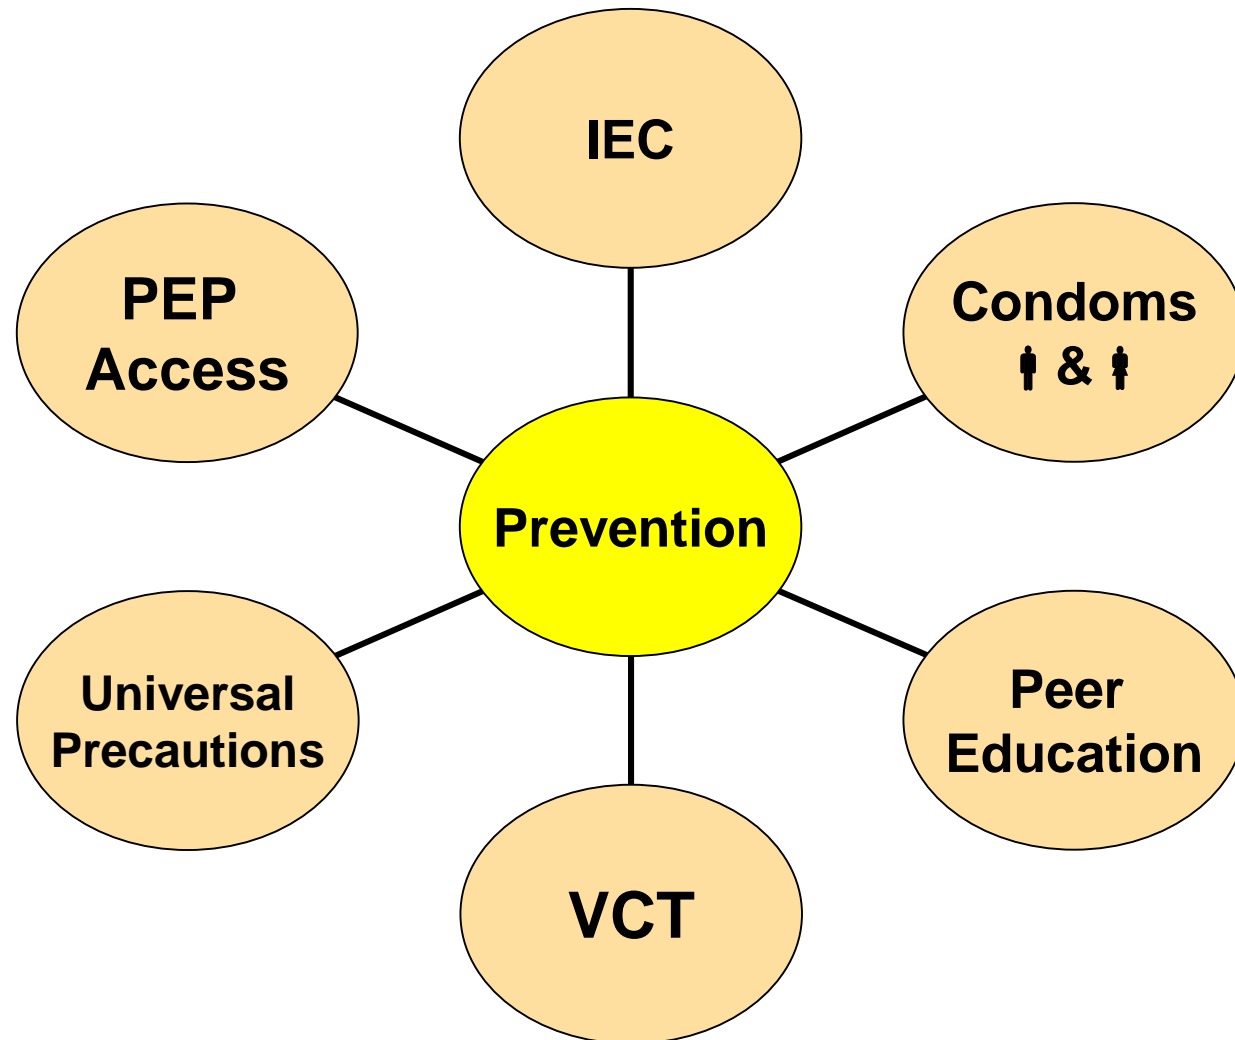 IEC
PEP
Access
Condoms
&
Prevention
Universal
Precautions
Peer
Education
VCT